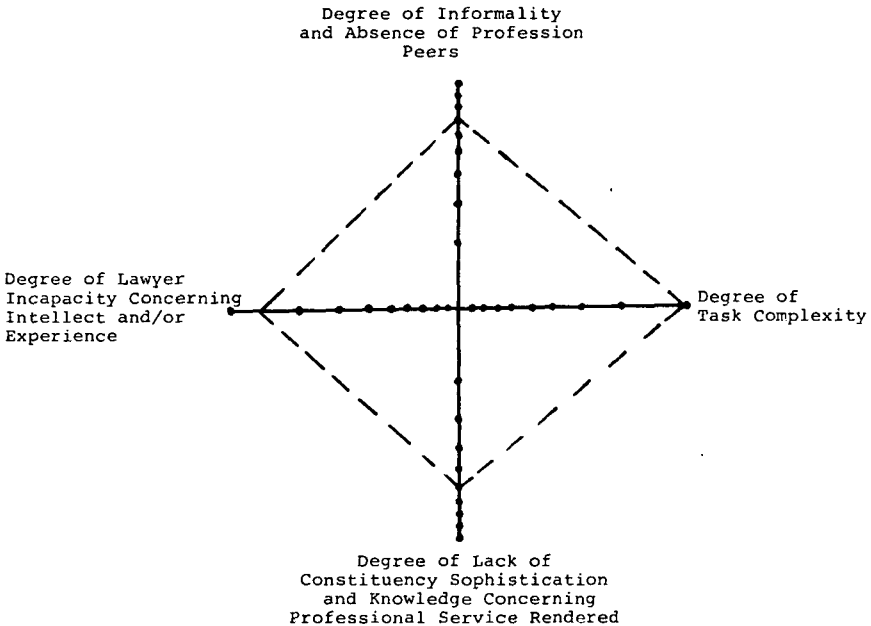 Degree of Informality
and Absence of Profession
Peers
Degree of Lawyer
Incapacity Concerning
Intellect and/or
Experience
Degree of
Task Complexity
Degree of Lack of
Constituency Sophistication
and Knowledge Concerning
Professional Service Rendered